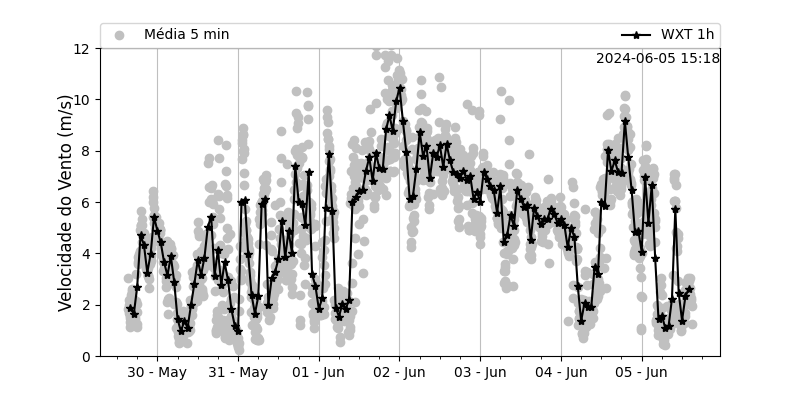 Média 5 min
WXT 1h
2024-06-05 15:18
Velocidade do Vento (m/s)
12
10
8
6
4
2
0
30 - May
31 - May
01 - Jun
02 - Jun
03 - Jun
04 - Jun
05 - Jun